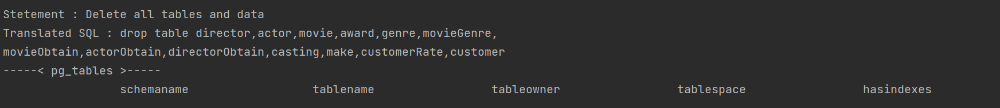 Stetement : Delete all tables and data
Translated SQL : drop table director,actor,movie,award,genre,movieGenre,
movieObtain,actorObtain,directorObtain,casting,make,customerRate,customer
-----< pg_tables >-----
schemaname tablename tableowner tablespace hasindexes